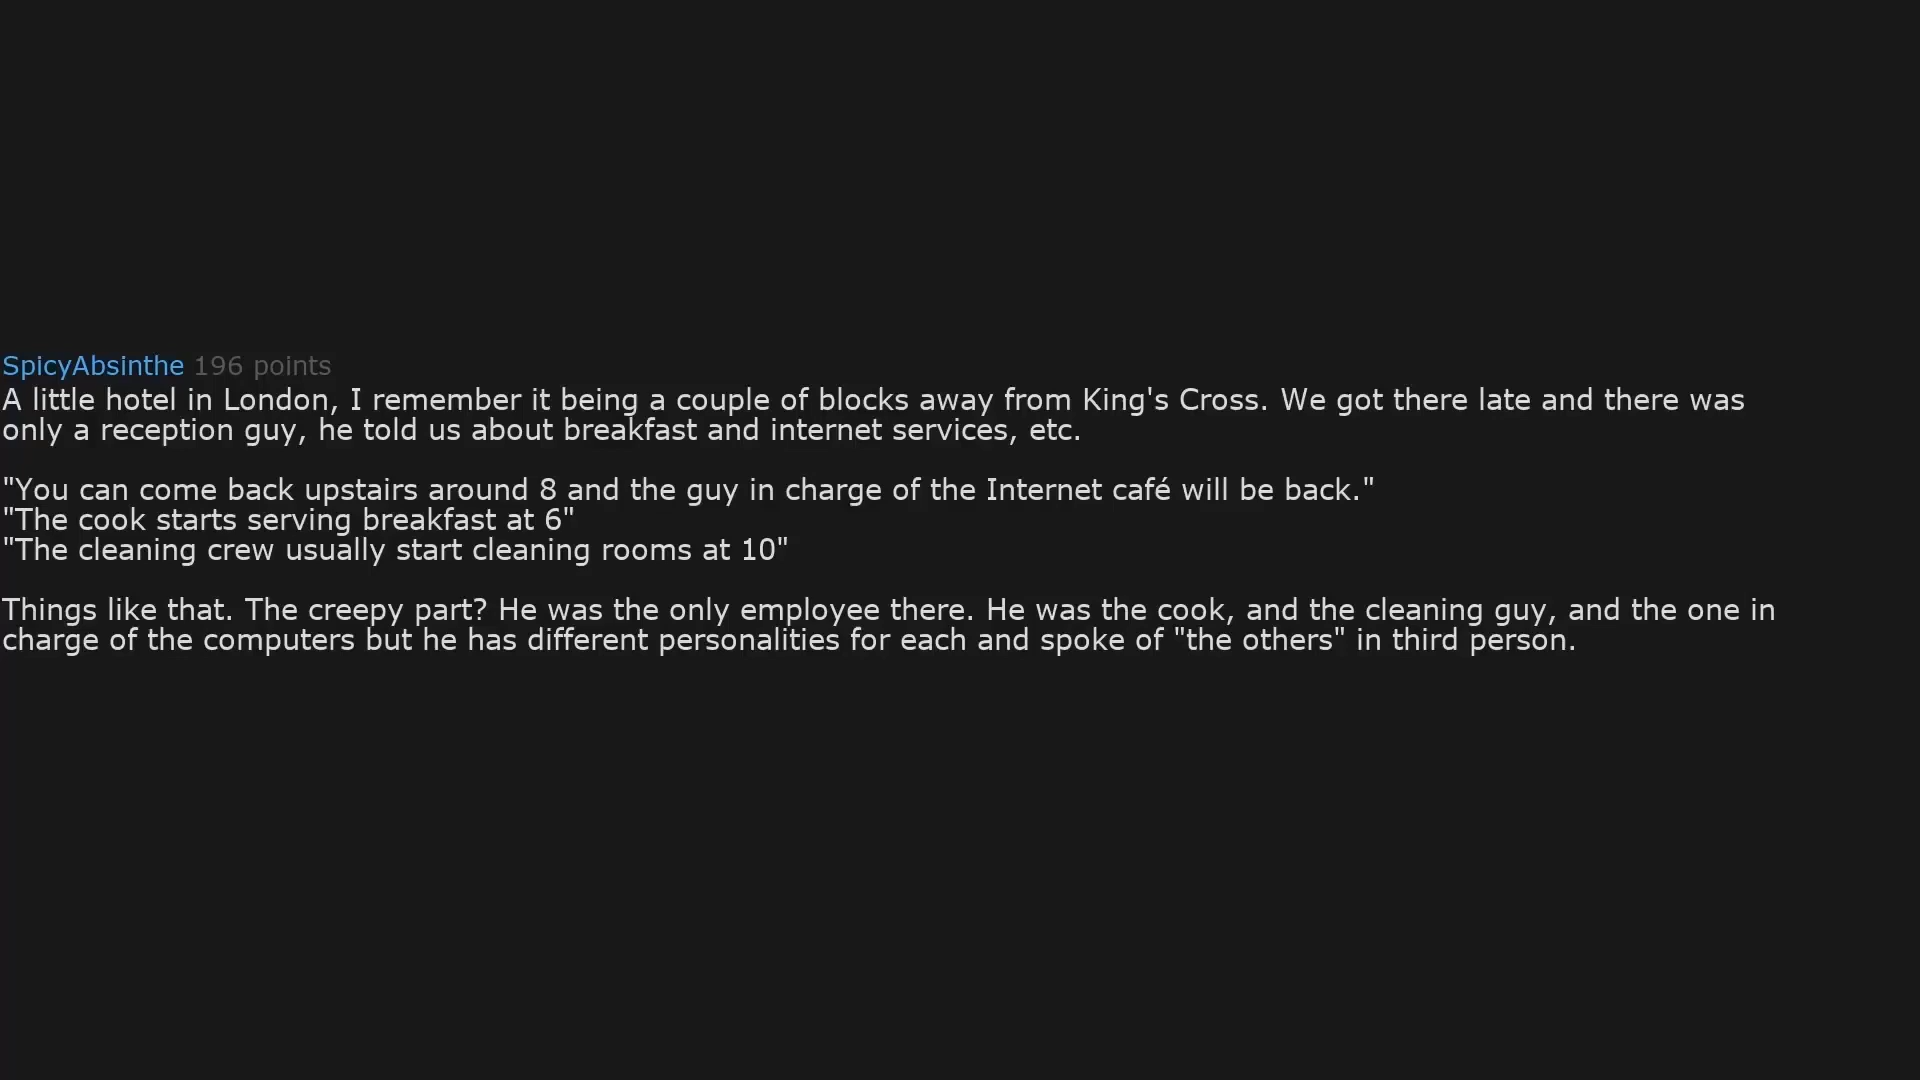 SpicyAbsinthe 196 points
A little hotel in London, I remember it being a couple of blocks away from King's Cross. We got there late and there was
only a reception guy, he told us about breakfast and internet services, etc.
"You can come back upstairs around 8 and the guy in charge of the Internet café will be back."
"The cook starts serving breakfast at 6"
"The cleaning crew usually start cleaning rooms at 10"
Things like that. The creepy part? He was the only employee there. He was the cook, and the cleaning guy, and the one in
charge of the computers but he has different personalities for each and spoke of "the others" in third person.